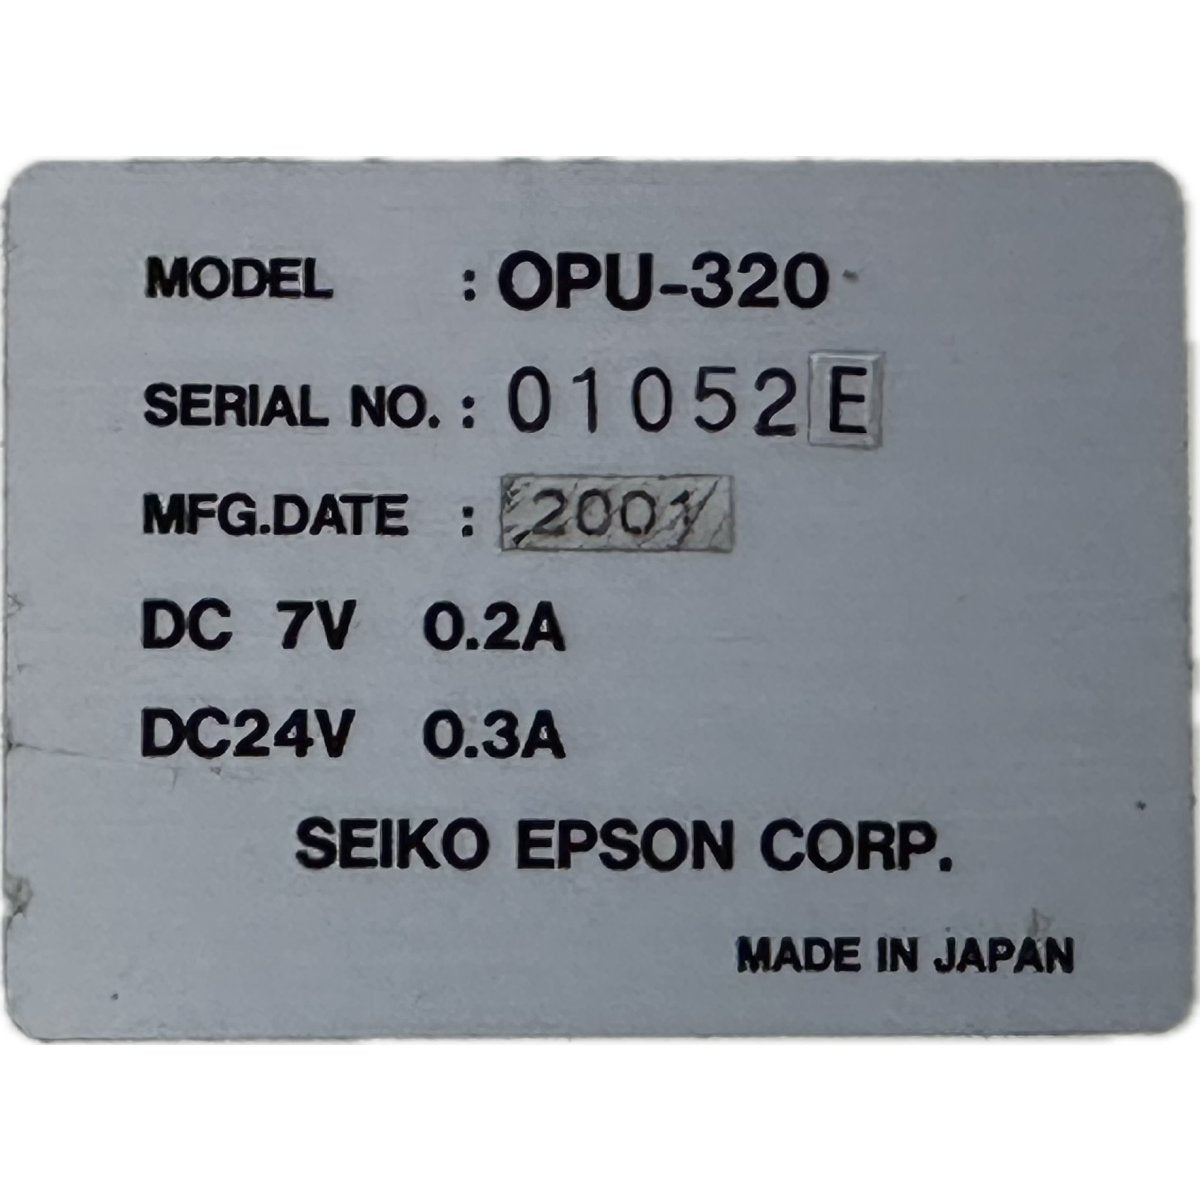 MODEL : OPU-320
SERIAL NO. : 01052E
MFG.DATE : 2001
DC 7V 0.2A
DC24V 0.3A
SEIKO EPSON CORP.
MADE IN JAPAN